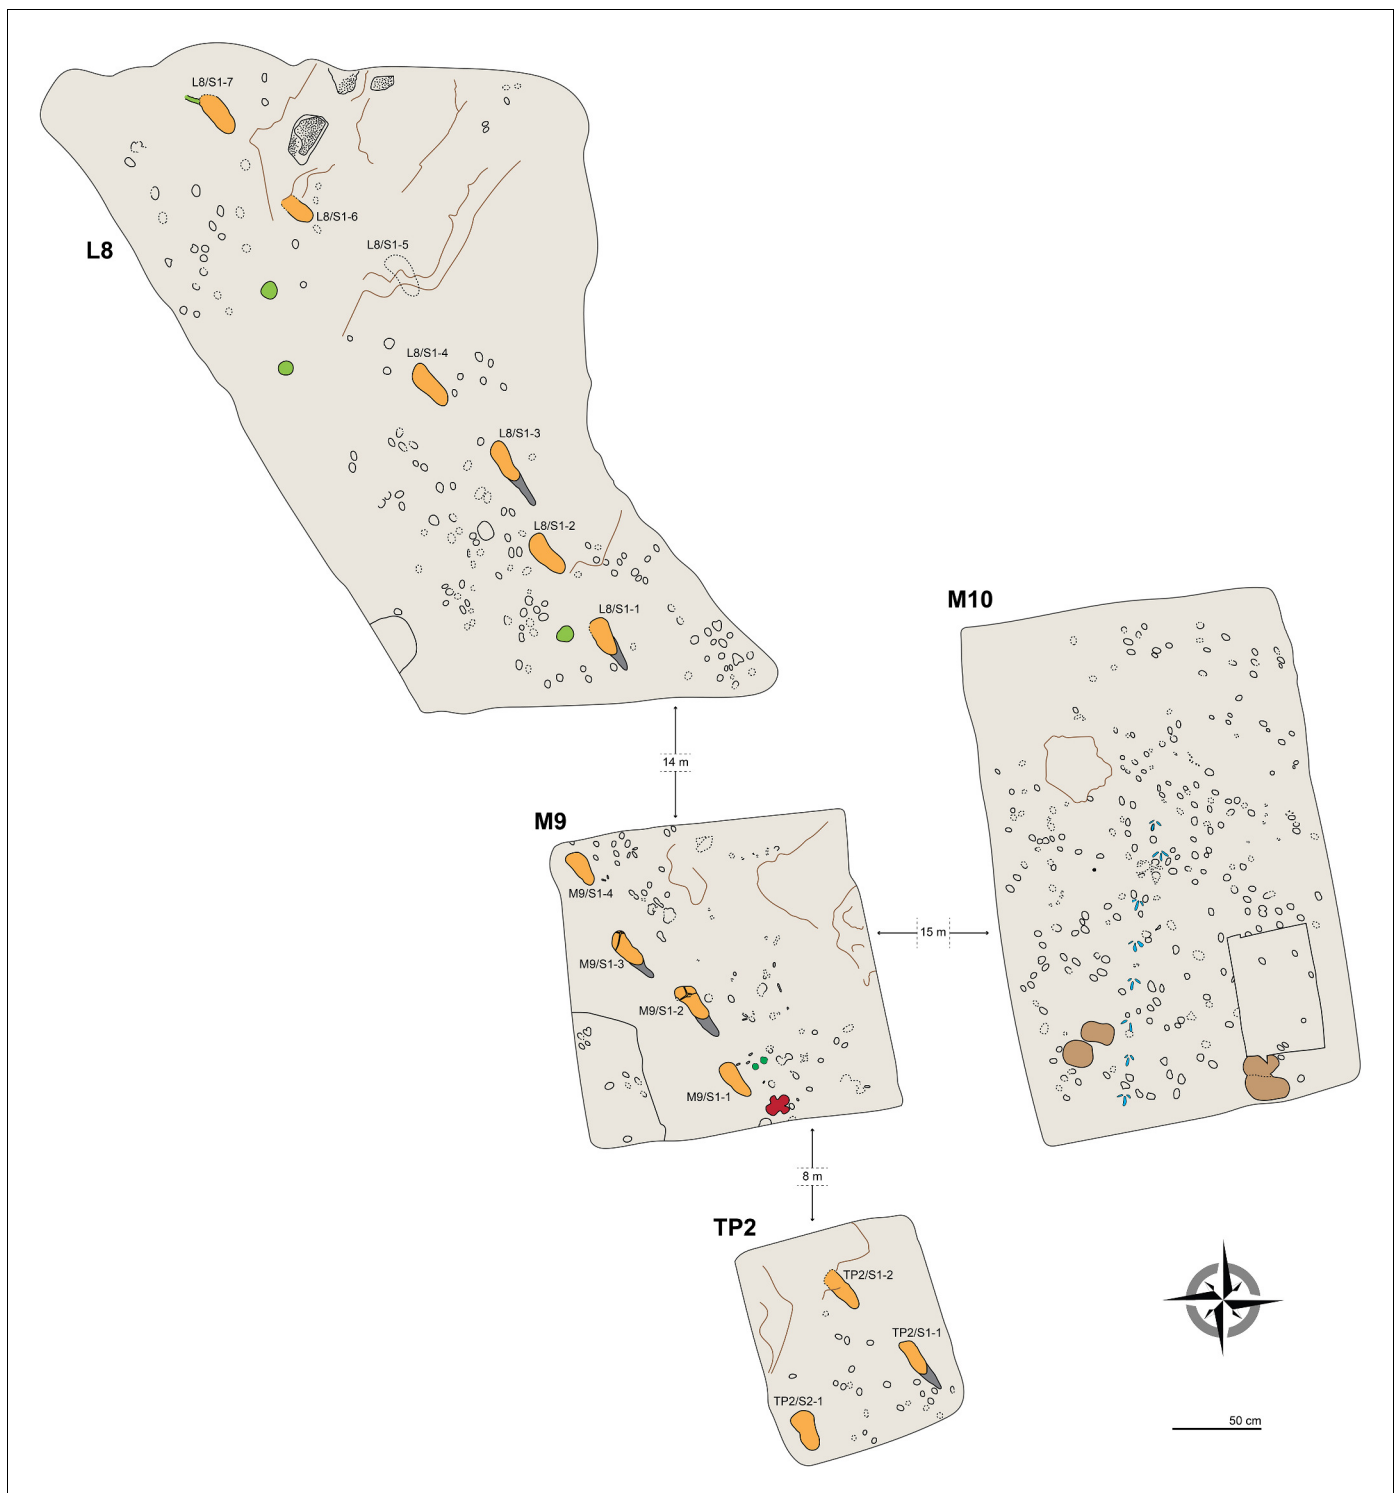 L8/S1-7
L8/S1-6
L8
L8/S1-5
L8/S1-4
L8/S1-3
L8/S1-2
L8/S1-1
M10
14 m
M9
M9/S1-4
15 m
M9/S1-3
M9/S1-2
M9/S1-1
8 m
TP2
TP2/S1-2
TP2/S1-1
TP2/S2-1
50 cm